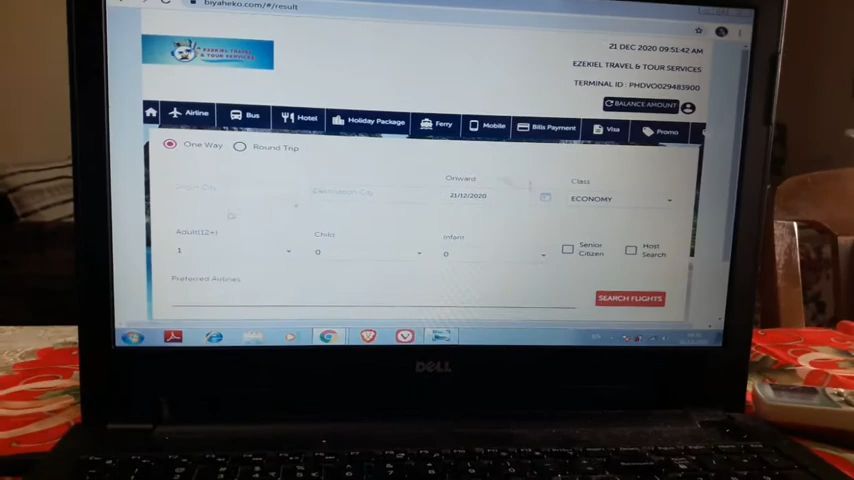 biyaheko.com/#/result
21 DEC 2020 09:51:42 AM
EZEKIEL TRAVEL
& TOUR SERVICES
EZEKIEL TRAVEL & TOUR SERVICES
TERMINAL ID : PHDVO029483900
BALANCE AMOUNT
Airline Bus Hotel Holiday Package Ferry Mobile Bills Payment Visa Promo
One Way Round Trip
Origin City Destination City
Onward
21/12/2020
Class
ECONOMY
Adult(12+)
1
Child
0
Infant
0
Senior
Citizen
Host
Search
Preferred Airlines
SEARCH FLIGHTS
DELL